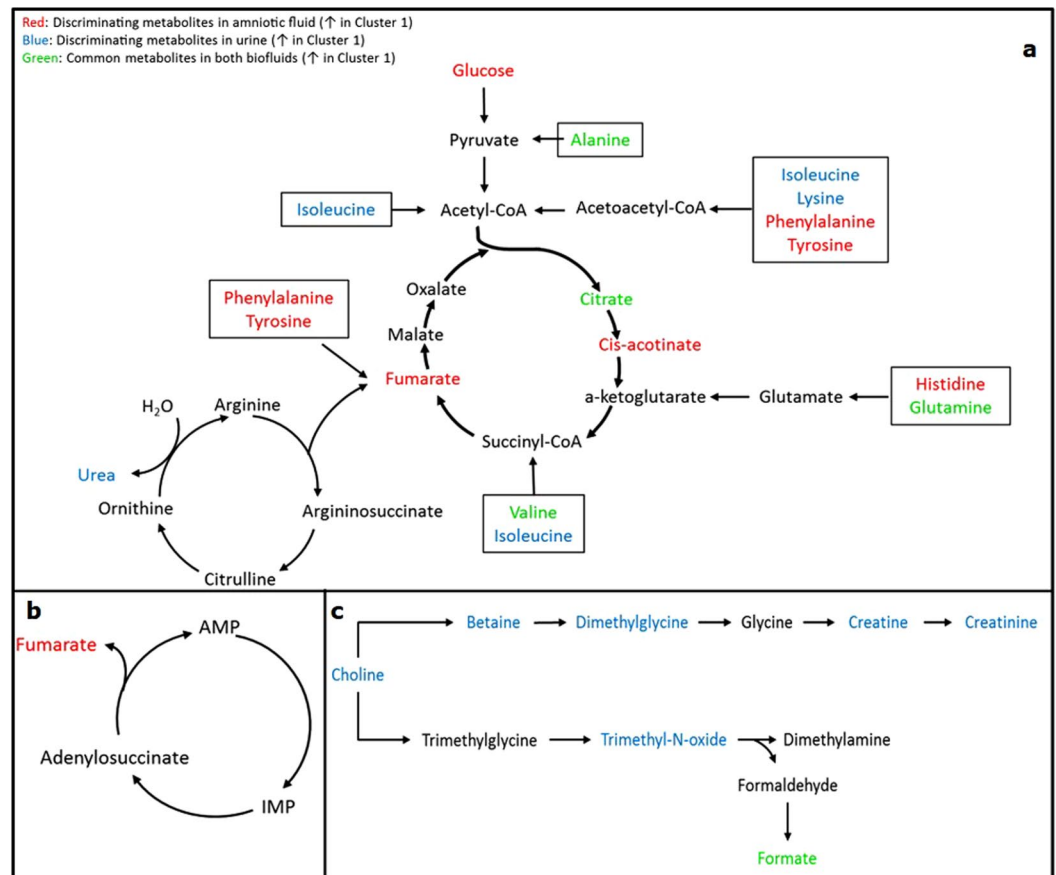 Red: Discriminating metabolites in amniotic fluid (↑ in Cluster 1)
Blue: Discriminating metabolites in urine (↑ in Cluster 1)
Green: Common metabolites in both biofluids (↑ in Cluster 1)
a
Glucose
Pyruvate
Alanine
Isoleucine
Acetyl-CoA
Acetoacetyl-CoA
Isoleucine
Lysine
Phenylalanine
Tyrosine
Oxalate
Citrate
Phenylalanine
Tyrosine
Malate
Cis-acotinate
Fumarate
a-ketoglutarate
Glutamate
Histidine
Glutamine
H₂O
Arginine
Succinyl-CoA
Urea
Ornithine
Argininosuccinate
Valine
Isoleucine
Citrulline
b
AMP
Fumarate
Adenylosuccinate
IMP
c
Betaine
Dimethylglycine
Glycine
Creatine
Creatinine
Choline
Trimethylglycine
Trimethyl-N-oxide
Dimethylamine
Formaldehyde
Formate